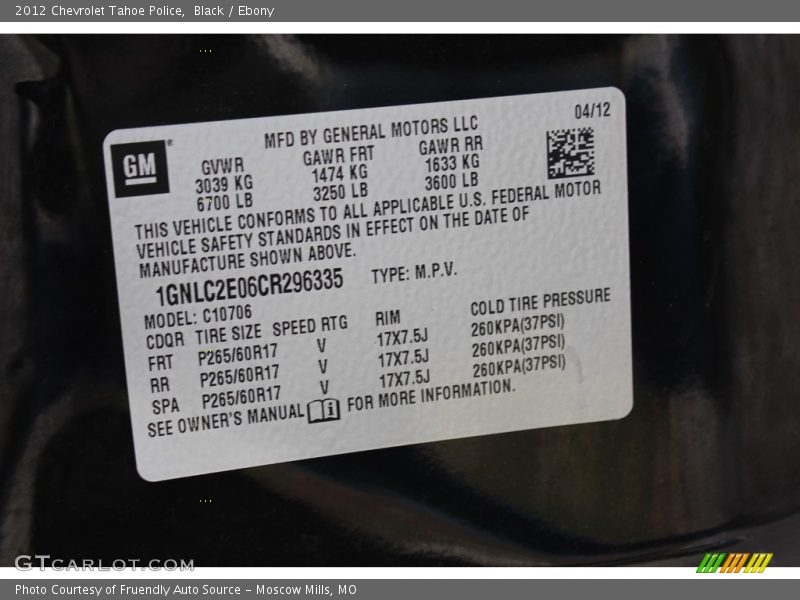 2012 Chevrolet Tahoe Police, Black / Ebony
04/12
MFD BY GENERAL MOTORS LLC
GM®
GVWR GAWR FRT GAWR RR
3039 KG 1474 KG 1633 KG
6700 LB 3250 LB 3600 LB
THIS VEHICLE CONFORMS TO ALL APPLICABLE U.S. FEDERAL MOTOR
VEHICLE SAFETY STANDARDS IN EFFECT ON THE DATE OF
MANUFACTURE SHOWN ABOVE.
1GNLC2E06CR296335 TYPE: M.P.V.
MODEL: C10706
CDQR TIRE SIZE SPEED RTG RIM COLD TIRE PRESSURE
FRT P265/60R17 V 17X7.5J 260KPA(37PSI)
RR P265/60R17 V 17X7.5J 260KPA(37PSI)
SPA P265/60R17 V 17X7.5J 260KPA(37PSI)
SEE OWNER'S MANUAL FOR MORE INFORMATION.
GTCARLOT.COM
Photo Courtesy of Fruendly Auto Source - Moscow Mills, MO